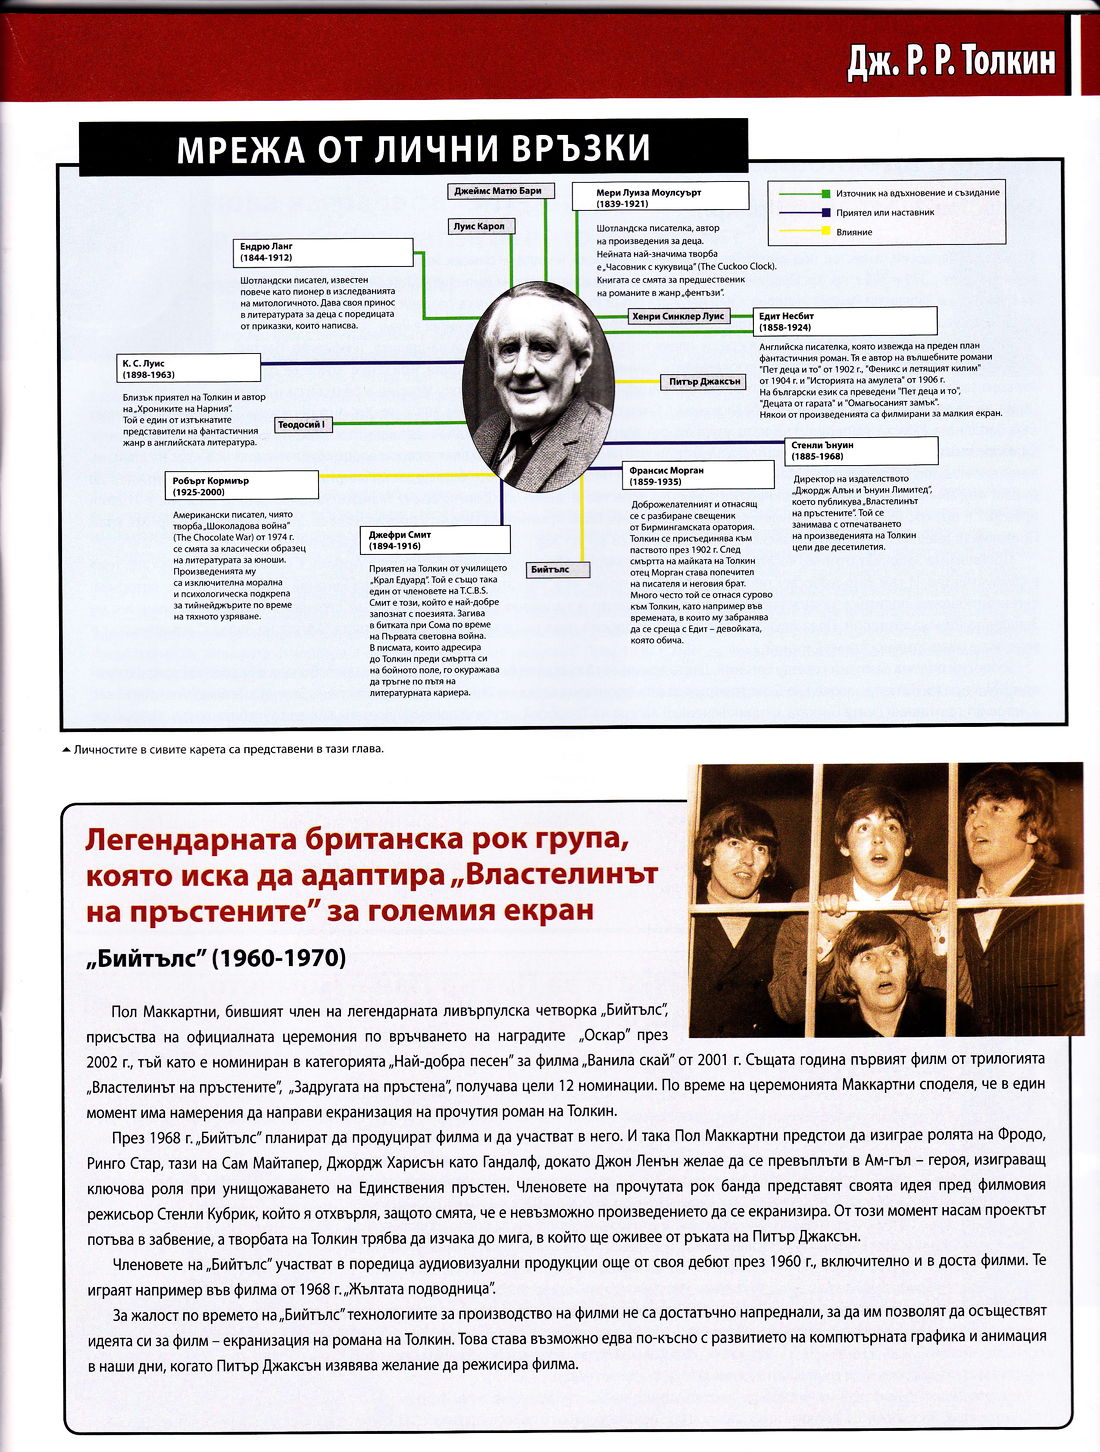 Дж. Р. Р. Толкин
МРЕЖА ОТ ЛИЧНИ ВРЪЗКИ
Джеймс Матю Бари
Луис Карол
Мери Луиза Моулсуърт
(1839-1921)
Шотландска писателка, автор
на произведения за деца.
Нейната най-значима творба
е „Часовник с кукувица” (The Cuckoo Clock).
Книгата се смята за предшественик
на романите в жанр „фентъзи”.
Източник на вдъхновение и съзидание
Приятел или наставник
Влияние
Ендрю Ланг
(1844-1912)
Шотландски писател, известен
повече като пионер в изследванията
на митологичното. Дава своя принос
в литературата за деца с поредицата
от приказки, които написва.
Хенри Синклер Луис
Едит Несбит
(1858-1924)
Английска писателка, която извежда на преден план
фантастичния роман. Тя е автор на вълшебните романи
"Пет деца и то" от 1902 г., "Феникс и летящият килим"
от 1904 г. и "Историята на амулета" от 1906 г.
На български език са преведени "Пет деца и то",
"Децата от гарата" и "Омагьосаният замък".
Някои от произведенията са филмирани за малкия екран.
К. С. Луис
(1898-1963)
Близък приятел на Толкин и автор
на „Хрониките на Нарния”.
Той е един от изтъкнатите
представители на фантастичния
жанр в английската литература.
Питър Джаксън
Теодосий I
Стенли Ънуин
(1885-1968)
Директор на издателството
„Джордж Алън и Ънуин Лимитед”,
което публикува „Властелинът
на пръстените”. Той се
занимава с отпечатването
на произведенията на Толкин
цели две десетилетия.
Робърт Кормиър
(1925-2000)
Американски писател, чиято
творба „Шоколадова война”
(The Chocolate War) от 1974 г.
се смята за класически образец
на литературата за юноши.
Произведенията му
са изключителна морална
и психологическа подкрепа
за тийнейджърите по време
на тяхното узряване.
Джефри Смит
(1894-1916)
Приятел на Толкин от училището
„Крал Едуард”. Той е също така
един от членовете на T.C.B.S.
Смит е този, който е най-добре
запознат с поезията. Загива
в битката при Сома по време
на Първата световна война.
В писмата, които адресира
до Толкин преди смъртта си
на бойното поле, го окуражава
да тръгне по пътя на
литературната кариера.
Бийтълс
Франсис Морган
(1859-1935)
Доброжелателният и отнасящ
се с разбиране свещеник
от Бирмингамската оратория.
Толкин се присъединява към
паството през 1902 г. След
смъртта на майката на Толкин
отец Морган става попечител
на писателя и неговия брат.
Много често той се отнася сурово
към Толкин, като например във
времената, в които му забранява
да се среща с Едит – девойката,
която обича.
Личностите в сивите карета са представени в тази глава.
Легендарната британска рок група,
която иска да адаптира „Властелинът
на пръстените” за големия екран
„Бийтълс” (1960-1970)
Пол Маккартни, бившият член на легендарната ливърпулска четворка „Бийтълс”,
присъства на официалната церемония по връчването на наградите „Оскар” през
2002 г., тъй като е номиниран в категорията „Най-добра песен” за филма „Ванила скай” от 2001 г. Същата година първият филм от трилогията
„Властелинът на пръстените”, „Задругата на пръстена”, получава цели 12 номинации. По време на церемонията Маккартни споделя, че в един
момент има намерения да направи екранизация на прочутия роман на Толкин.
През 1968 г. „Бийтълс” планират да продуцират филма и да участват в него. И така Пол Маккартни предстои да изиграе ролята на Фродо,
Ринго Стар, тази на Сам Майтапер, Джордж Харисън като Гандалф, докато Джон Ленън желае да се превъплъти в Ам-гъл – героя, изиграващ
ключова роля при унищожаването на Единствения пръстен. Членовете на прочутата рок банда представят своята идея пред филмовия
режисьор Стенли Кубрик, който я отхвърля, защото смята, че е невъзможно произведението да се екранизира. От този момент насам проектът
потъва в забвение, а творбата на Толкин трябва да изчака до мига, в който ще оживее от ръката на Питър Джаксън.
Членовете на „Бийтълс” участват в поредица аудиовизуални продукции още от своя дебют през 1960 г., включително и в доста филми. Те
играят например във филма от 1968 г. „Жълтата подводница”.
За жалост по времето на „Бийтълс” технологиите за производство на филми не са достатъчно напреднали, за да им позволят да осъществят
идеята си за филм – екранизация на романа на Толкин. Това става възможно едва по-късно с развитието на компютърната графика и анимация
в наши дни, когато Питър Джаксън изявява желание да режисира филма.